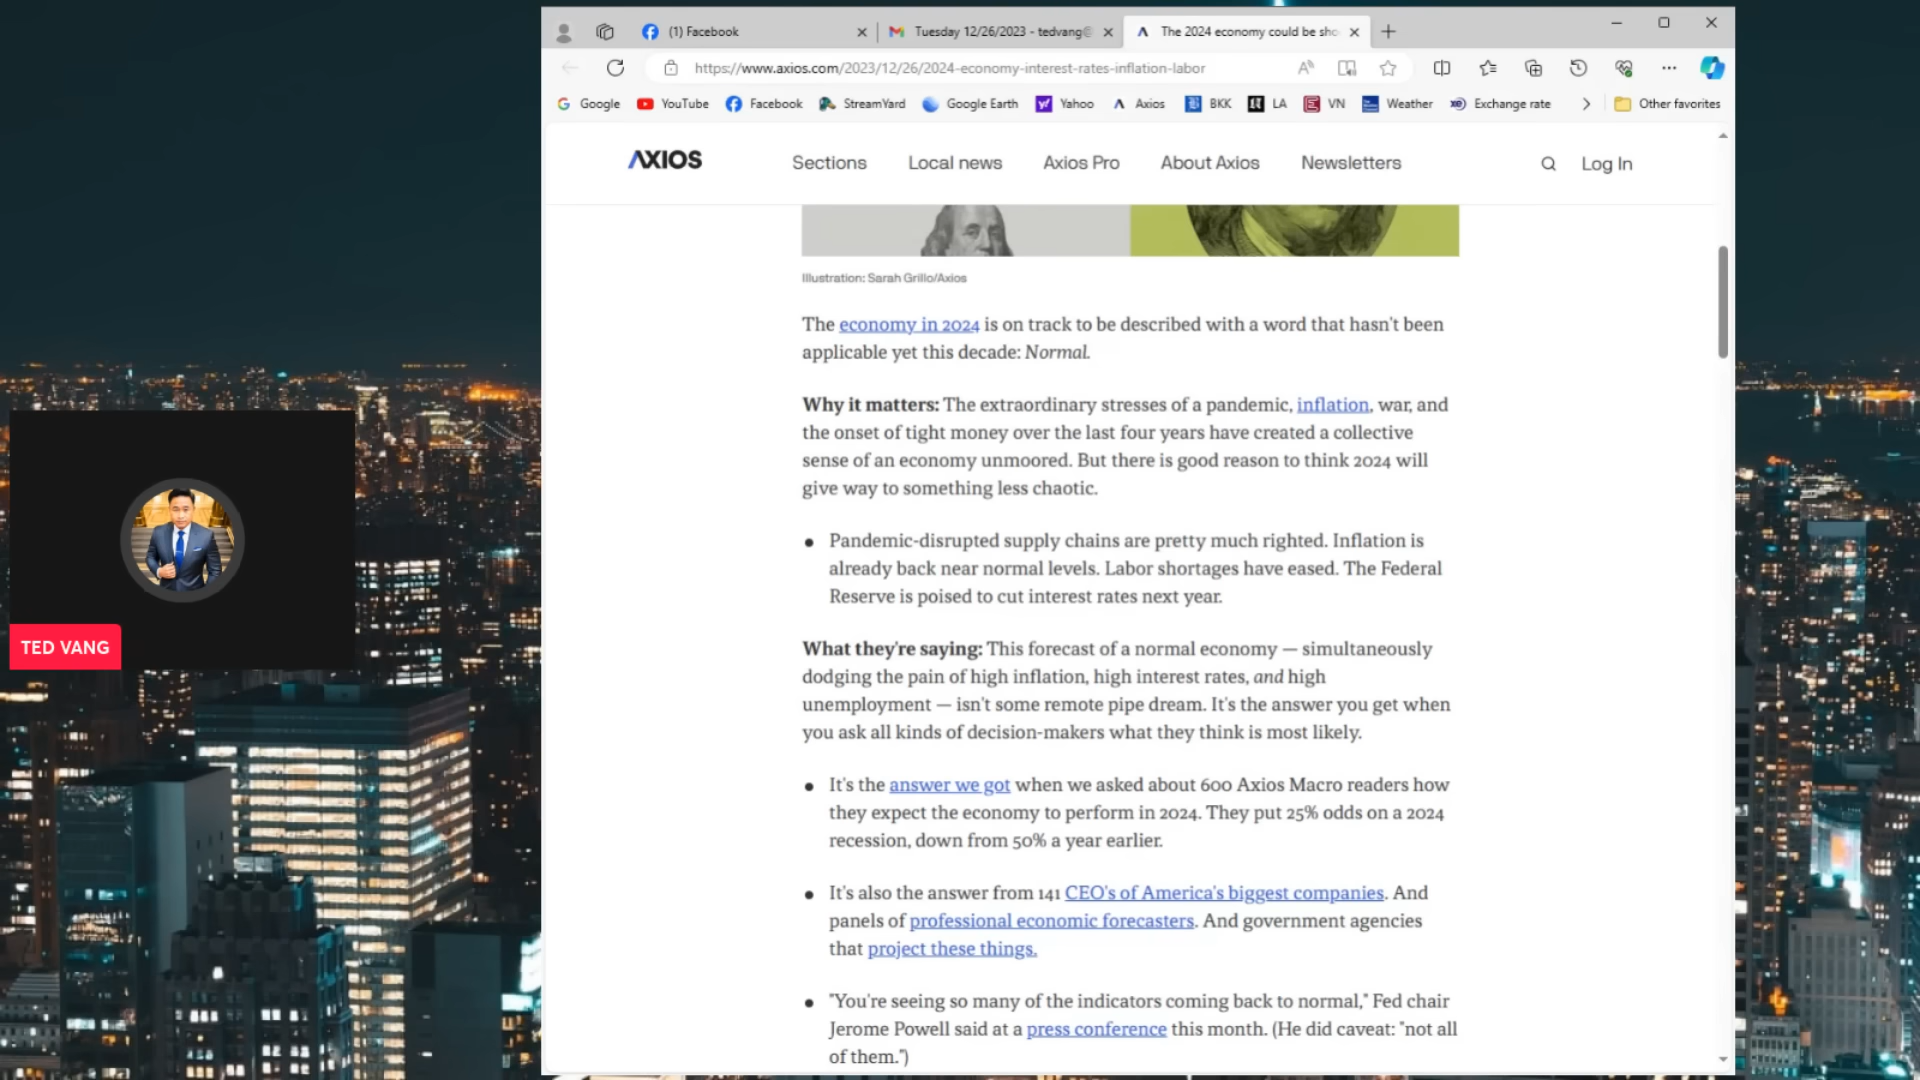 (1) Facebook
Tuesday 12/26/2023 - tedvang@
The 2024 economy could be sho
https://www.axios.com/2023/12/26/2024-economy-interest-rates-inflation-labor
Google
YouTube
Facebook
StreamYard
Google Earth
Yahoo
Axios
BKK
LA
VN
Weather
Exchange rate
Other favorites
AXIOS
Sections
Local news
Axios Pro
About Axios
Newsletters
Log In
Illustration: Sarah Grillo/Axios
The economy in 2024 is on track to be described with a word that hasn't been
applicable yet this decade: Normal.
Why it matters: The extraordinary stresses of a pandemic, inflation, war, and
the onset of tight money over the last four years have created a collective
sense of an economy unmoored. But there is good reason to think 2024 will
give way to something less chaotic.
● Pandemic-disrupted supply chains are pretty much righted. Inflation is
already back near normal levels. Labor shortages have eased. The Federal
Reserve is poised to cut interest rates next year.
What they're saying: This forecast of a normal economy — simultaneously
dodging the pain of high inflation, high interest rates, and high
unemployment — isn't some remote pipe dream. It's the answer you get when
you ask all kinds of decision-makers what they think is most likely.
● It's the answer we got when we asked about 600 Axios Macro readers how
they expect the economy to perform in 2024. They put 25% odds on a 2024
recession, down from 50% a year earlier.
● It's also the answer from 141 CEO's of America's biggest companies. And
panels of professional economic forecasters. And government agencies
that project these things.
● "You're seeing so many of the indicators coming back to normal," Fed chair
Jerome Powell said at a press conference this month. (He did caveat: "not all
of them.")
TED VANG